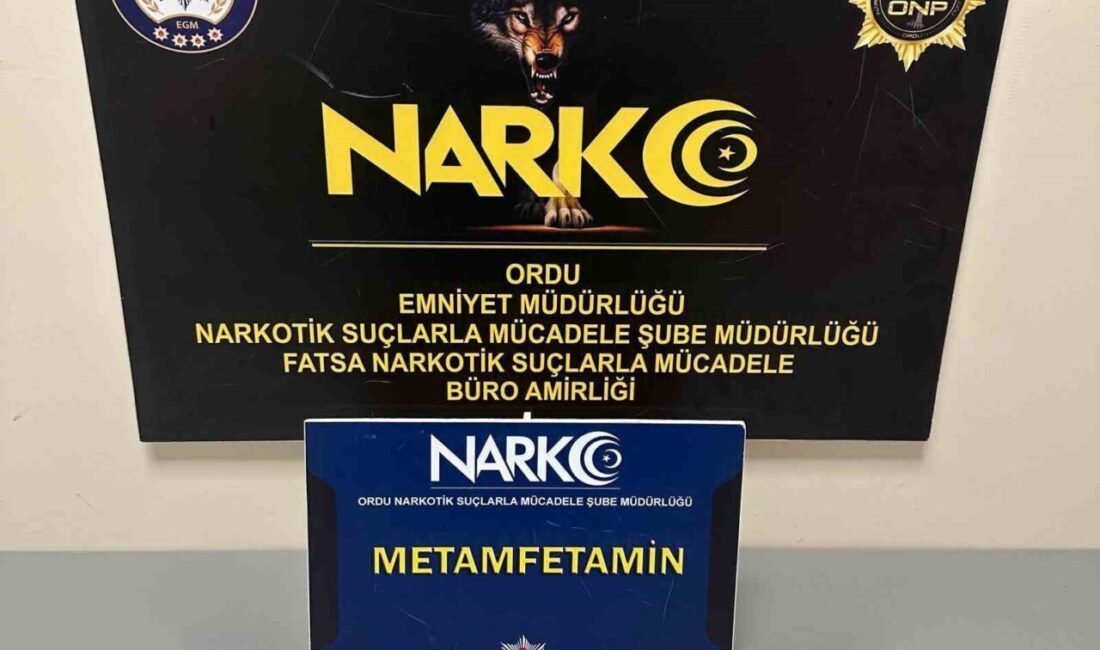 EGM
ONP
ORDU
NARKO
ORDU
EMNİYET MÜDÜRLÜĞÜ
NARKOTİK SUÇLARLA MÜCADELE ŞUBE MÜDÜRLÜĞÜ
FATSA NARKOTİK SUÇLARLA MÜCADELE
BÜRO AMİRLİĞİ
NARKO
ORDU NARKOTİK SUÇLARLA MÜCADELE ŞUBE MÜDÜRLÜĞÜ
METAMFETAMİN